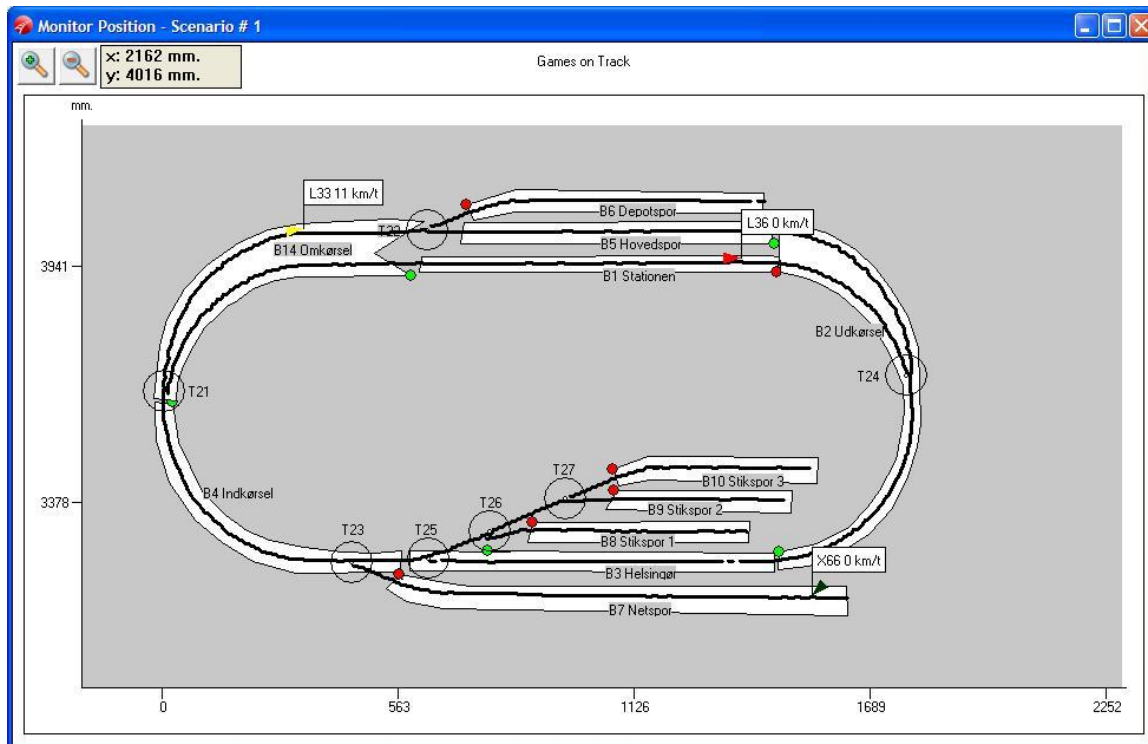 Monitor Position - Scenario # 1
x: 2162 mm.
y: 4016 mm.
Games on Track
mm.
L33 11 km/t
B6 Depotspor
L36 0 km/t
T22
B5 Hovedspor
B14 Omkørsel
3941
B1 Stationen
B2 Udkørsel
T24
T21
T27
B10 Stikspor 3
B4 Indkørsel
3378
T26
B9 Stikspor 2
T23
T25
B8 Stikspor 1
X66 0 km/t
B3 Helsingør
B7 Netspor
0
563
1126
1689
2252